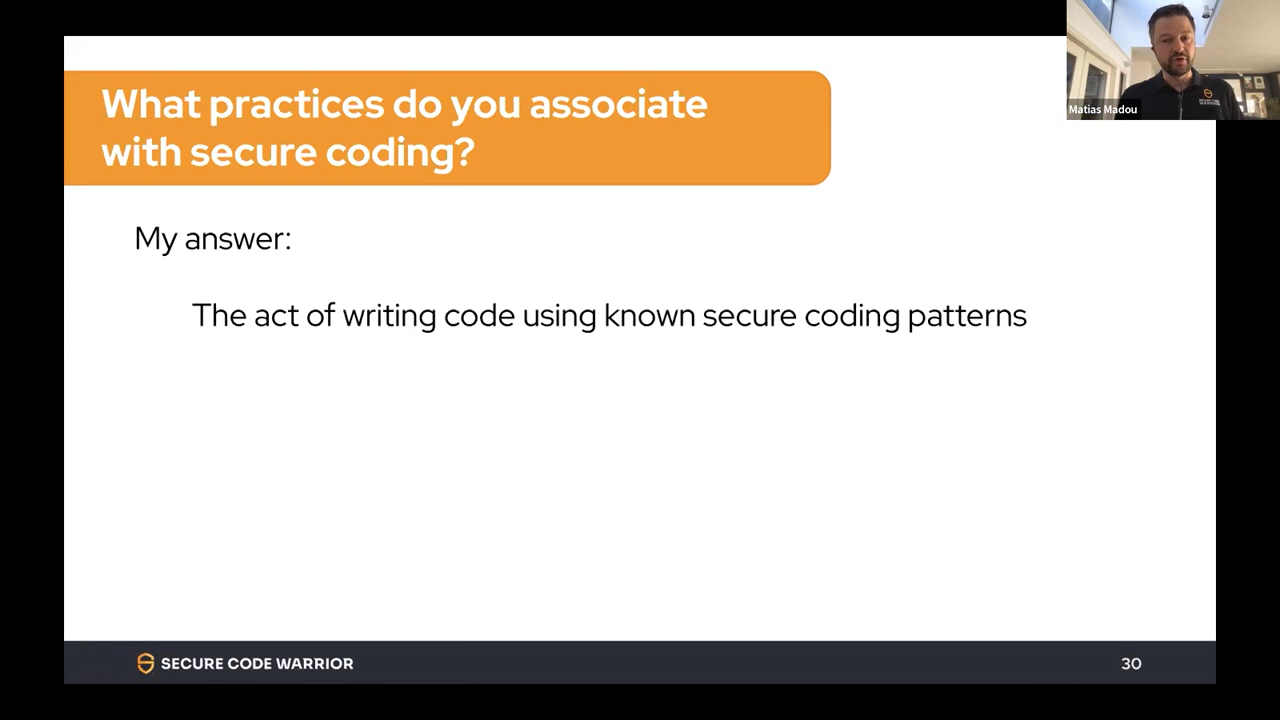 What practices do you associate
with secure coding?
Matias Madou
My answer:
The act of writing code using known secure coding patterns
SECURE CODE WARRIOR
30